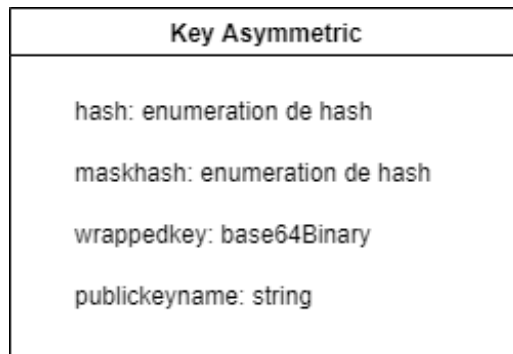 Key Asymmetric
hash: enumeration de hash
maskhash: enumeration de hash
wrappedkey: base64Binary
publickeyname: string